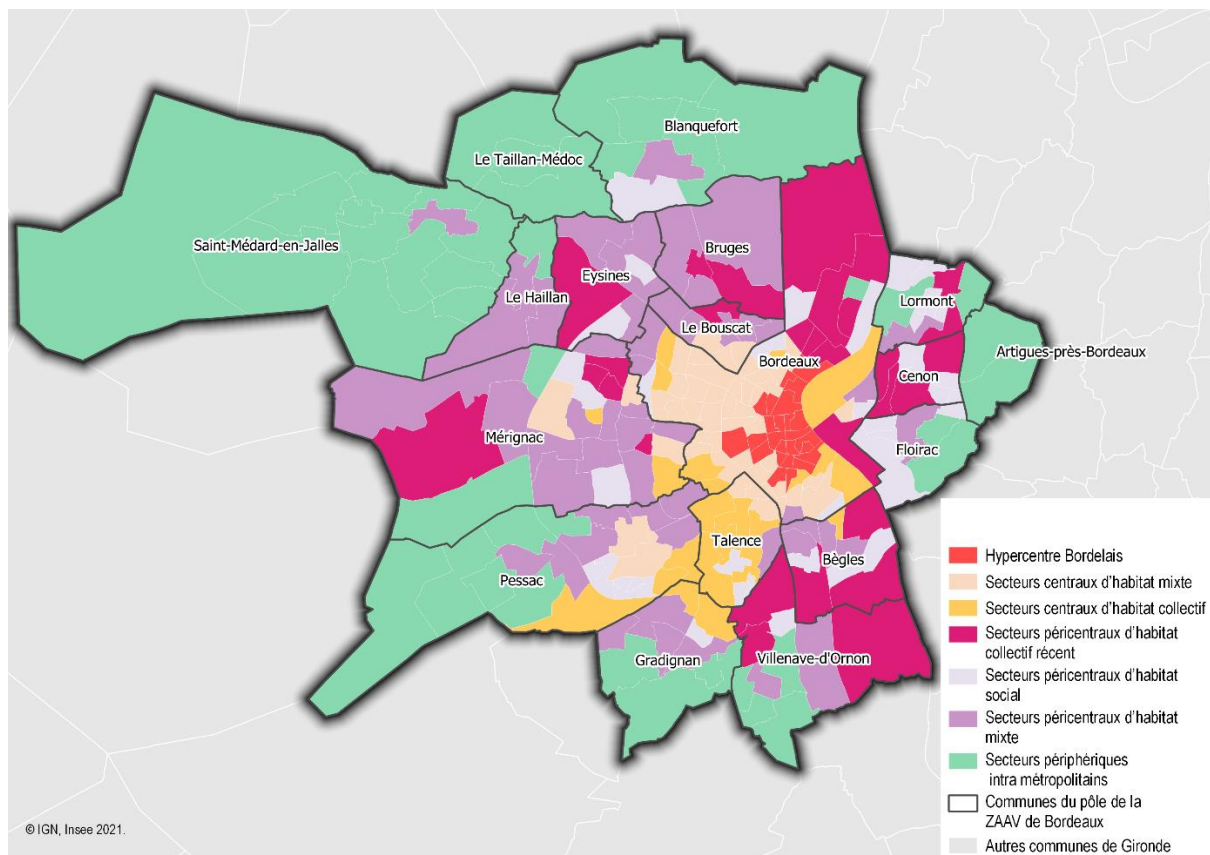 Blanquefort
Le Taillan-Médoc
Saint-Médard-en-Jalles
Bruges
Eysines
Le Haillan
Lormont
Le Bouscat
Artigues-près-Bordeaux
Bordeaux
Cenon
Mérignac
Floirac
Talence
Bègles
Pessac
Gradignan
Villenave-d'Ornon
Hypercentre Bordelais
Secteurs centraux d'habitat mixte
Secteurs centraux d'habitat collectif
Secteurs péricentraux d'habitat
collectif récent
Secteurs péricentraux d'habitat
social
Secteurs péricentraux d'habitat
mixte
Secteurs périphériques
intra métropolitains
Communes du pôle de la
ZAAV de Bordeaux
Autres communes de Gironde
© IGN, Insee 2021.